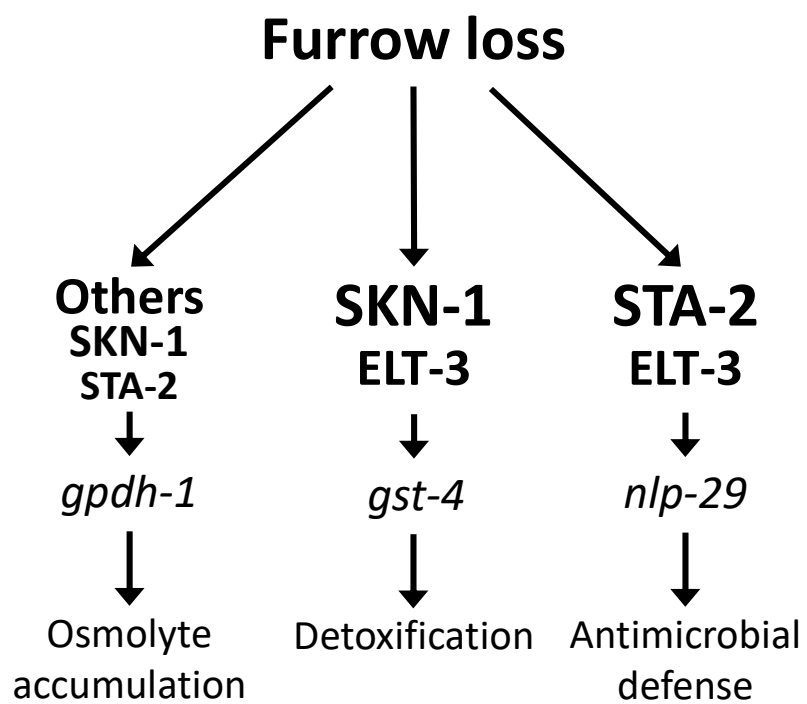 Furrow loss
Others
SKN-1
STA-2
gpdh-1
Osmolyte
accumulation
SKN-1
ELT-3
gst-4
Detoxification
STA-2
ELT-3
nlp-29
Antimicrobial
defense